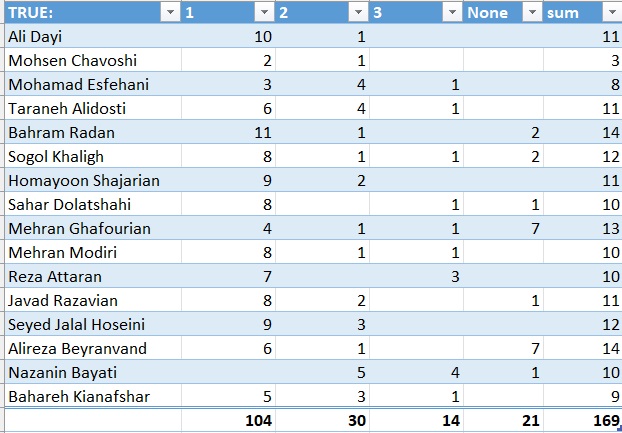 TRUE: 1 2 3 None sum
Ali Dayi 10 1 11
Mohsen Chavoshi 2 1 3
Mohamad Esfehani 3 4 1 8
Taraneh Alidosti 6 4 1 11
Bahram Radan 11 1 2 14
Sogol Khaligh 8 1 1 2 12
Homayoon Shajarian 9 2 11
Sahar Dolatshahi 8 1 1 10
Mehran Ghafourian 4 1 1 7 13
Mehran Modiri 8 1 1 10
Reza Attaran 7 3 10
Javad Razavian 8 2 1 11
Seyed Jalal Hoseini 9 3 12
Alireza Beyranvand 6 1 7 14
Nazanin Bayati 5 4 1 10
Bahareh Kianafshar 5 3 1 9
104 30 14 21 169